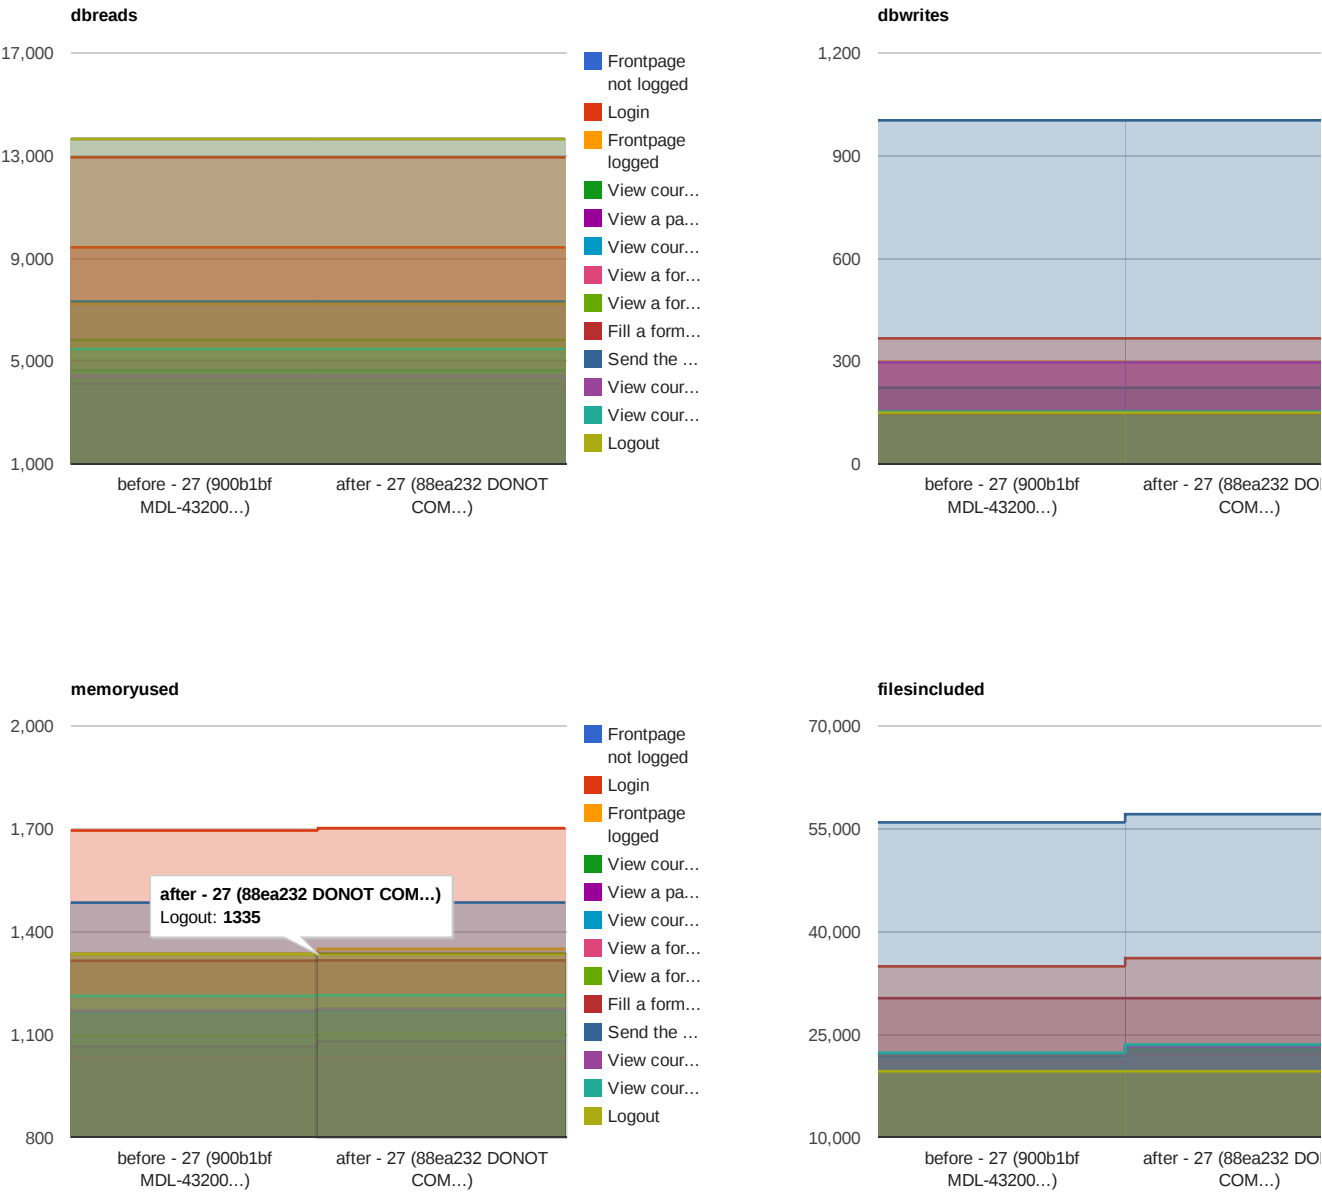 dbreads
17,000
13,000
9,000
5,000
1,000
Frontpage
not logged
Login
Frontpage
logged
View cour...
View a pa...
View cour...
View a for...
View a for...
Fill a form...
Send the ...
View cour...
View cour...
Logout
before - 27 (900b1bf
MDL-43200...)
after - 27 (88ea232 DONOT
COM...)
dbwrites
1,200
900
600
300
0
before - 27 (900b1bf
MDL-43200...)
after - 27 (88ea232 DO
COM...)
memoryused
2,000
1,700
1,400
1,100
800
after - 27 (88ea232 DONOT COM...)
Logout: 1335
Frontpage
not logged
Login
Frontpage
logged
View cour...
View a pa...
View cour...
View a for...
View a for...
Fill a form...
Send the ...
View cour...
View cour...
Logout
before - 27 (900b1bf
MDL-43200...)
after - 27 (88ea232 DONOT
COM...)
filesincluded
70,000
55,000
40,000
25,000
10,000
before - 27 (900b1bf
MDL-43200...)
after - 27 (88ea232 DO
COM...)